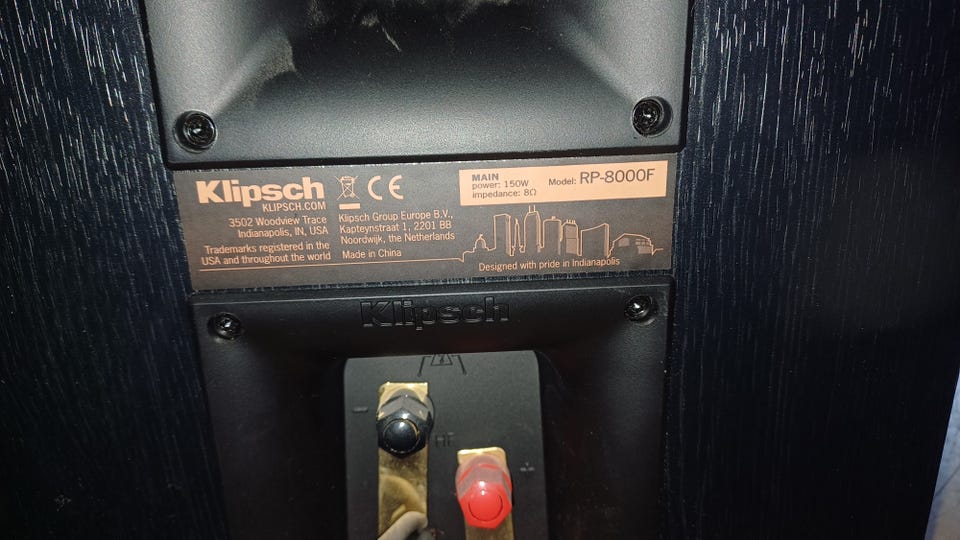 Klipsch
KLIPSCH.COM
3502 Woodview Trace
Indianapolis, IN, USA
Trademarks registered in the
USA and throughout the world
CE
Klipsch Group Europe B.V.,
Kapteynstraat 1, 2201 BB
Noordwijk, the Netherlands
Made in China
MAIN
power: 150W
impedance: 8Ω
Model: RP-8000F
Designed with pride in Indianapolis
Klipsch
-
HF
+